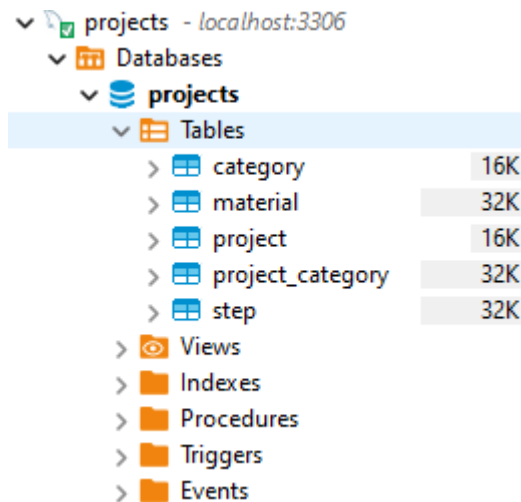 projects - localhost:3306
Databases
projects
Tables
category 16K
material 32K
project 16K
project_category 32K
step 32K
Views
Indexes
Procedures
Triggers
Events